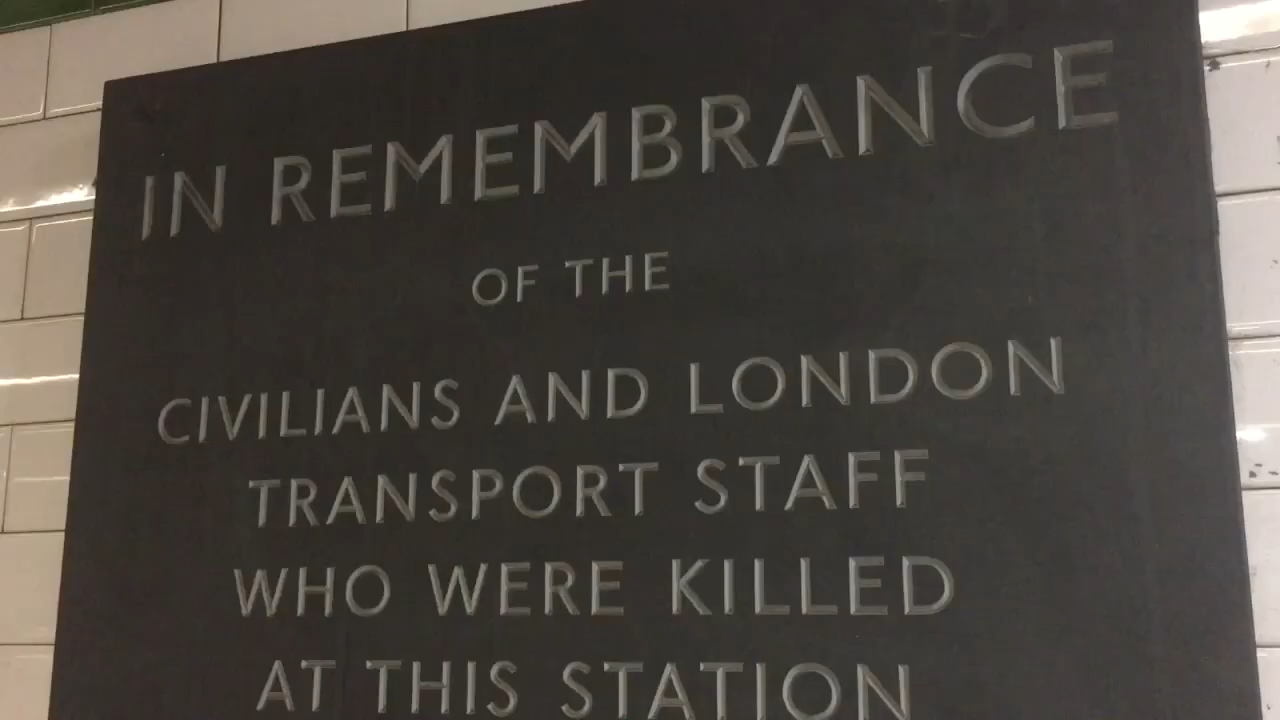 IN REMEMBRANCE
OF THE
CIVILIANS AND LONDON
TRANSPORT STAFF
WHO WERE KILLED
AT THIS STATION